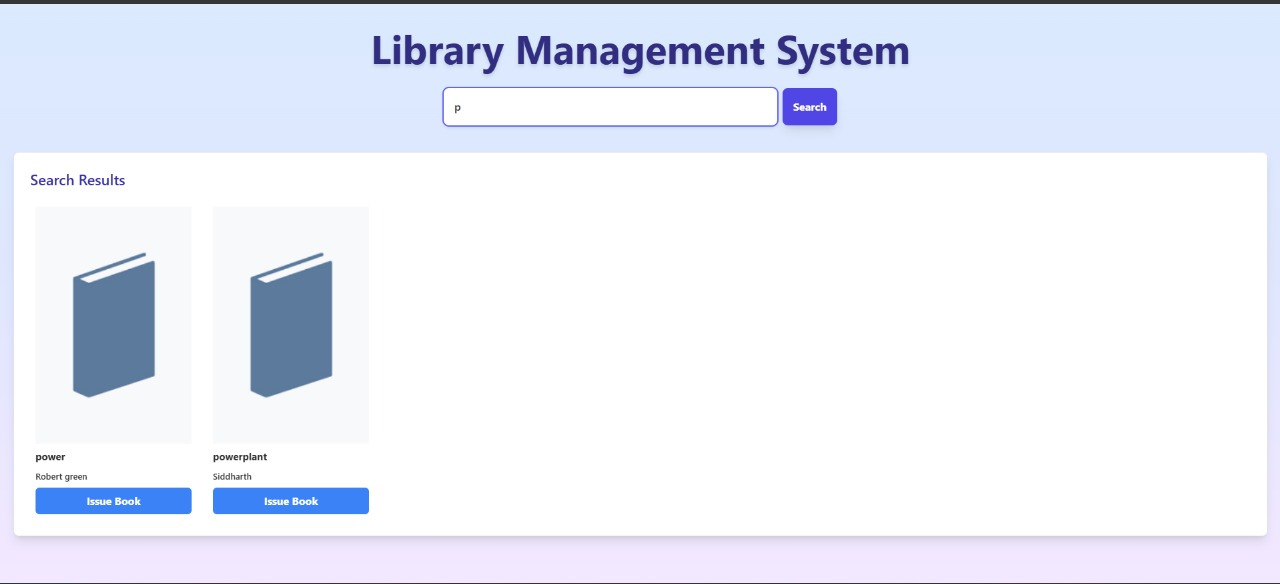 Library Management System
p
Search
Search Results
power
powerplant
Robert green
Siddharth
Issue Book
Issue Book